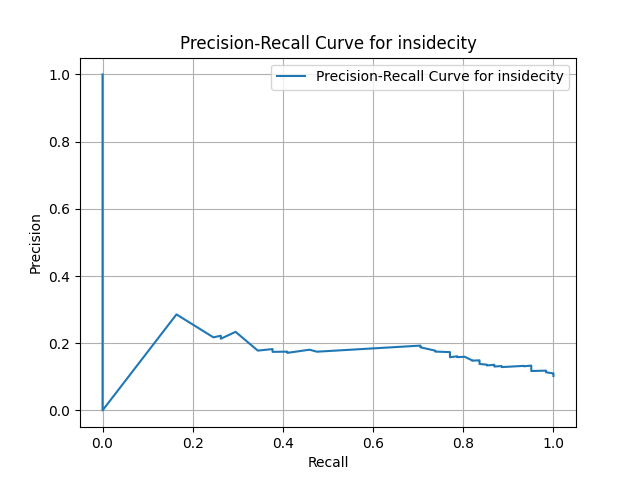 Precision-Recall Curve for insidecity
Precision-Recall Curve for insidecity
1.0
0.8
0.6
0.4
0.2
0.0
Precision
0.0 0.2 0.4 0.6 0.8 1.0
Recall